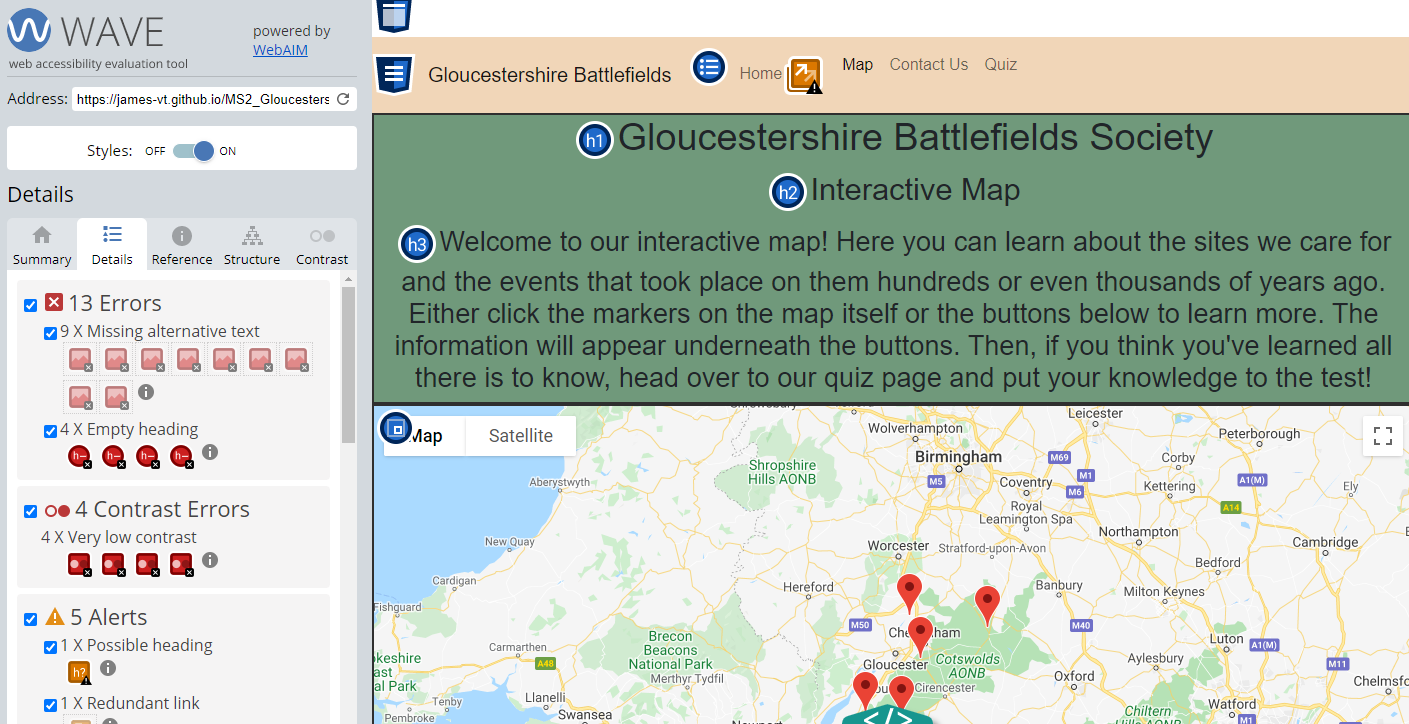 WAVE
powered by
WebAIM
web accessibility evaluation tool
Address: https://james-vt.github.io/MS2_Gloucesters
Styles: OFF ON
Details
Summary Details Reference Structure Contrast
13 Errors
9 X Missing alternative text
4 X Empty heading
h– h– h– h–
4 Contrast Errors
4 X Very low contrast
5 Alerts
1 X Possible heading
h?
1 X Redundant link
Gloucestershire Battlefields Home Map Contact Us Quiz
h1 Gloucestershire Battlefields Society
h2 Interactive Map
h3 Welcome to our interactive map! Here you can learn about the sites we care for
and the events that took place on them hundreds or even thousands of years ago.
Either click the markers on the map itself or the buttons below to learn more. The
information will appear underneath the buttons. Then, if you think you've learned all
there is to know, head over to our quiz page and put your knowledge to the test!
Map Satellite
Shrewsbury
Leicester
Wolverhampton
Peterborough
Birmingham
M69
Corby
Shropshire
Hills AONB
M1
Aberystwyth
M5
Coventry
M6
Kettering
A1(M)
Ely
Royal
Leamington Spa
A14
New Quay
Northampton
Worcester
Stratford-upon-Avon
Cambridge
Bedford
Cardigan
Hereford
Banbury
Milton Keynes
Fishguard
M50
M40
Brecon
Beacons
National Park
Luton
A1(M)
Carmarthen
A48
Gloucester
Cotswolds
AONB
Aylesbury
M11
Merthyr Tydfil
Cirencester
Oxford
Chelmsfo
Tenby
Llanelli
Pembroke
Swansea
Newport
</>
Chiltern
Hills AONB
Watford
M1